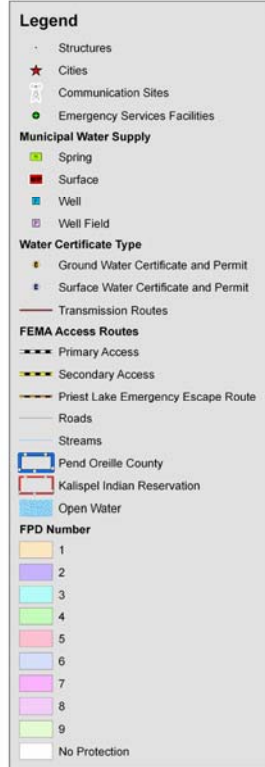 Legend
Structures
Cities
Communication Sites
Emergency Services Facilities
Municipal Water Supply
Spring
Surface
Well
Well Field
Water Certificate Type
Ground Water Certificate and Permit
Surface Water Certificate and Permit
Transmission Routes
FEMA Access Routes
Primary Access
Secondary Access
Priest Lake Emergency Escape Route
Roads
Streams
Pend Oreille County
Kalispel Indian Reservation
Open Water
FPD Number
1
2
3
4
5
6
7
8
9
No Protection